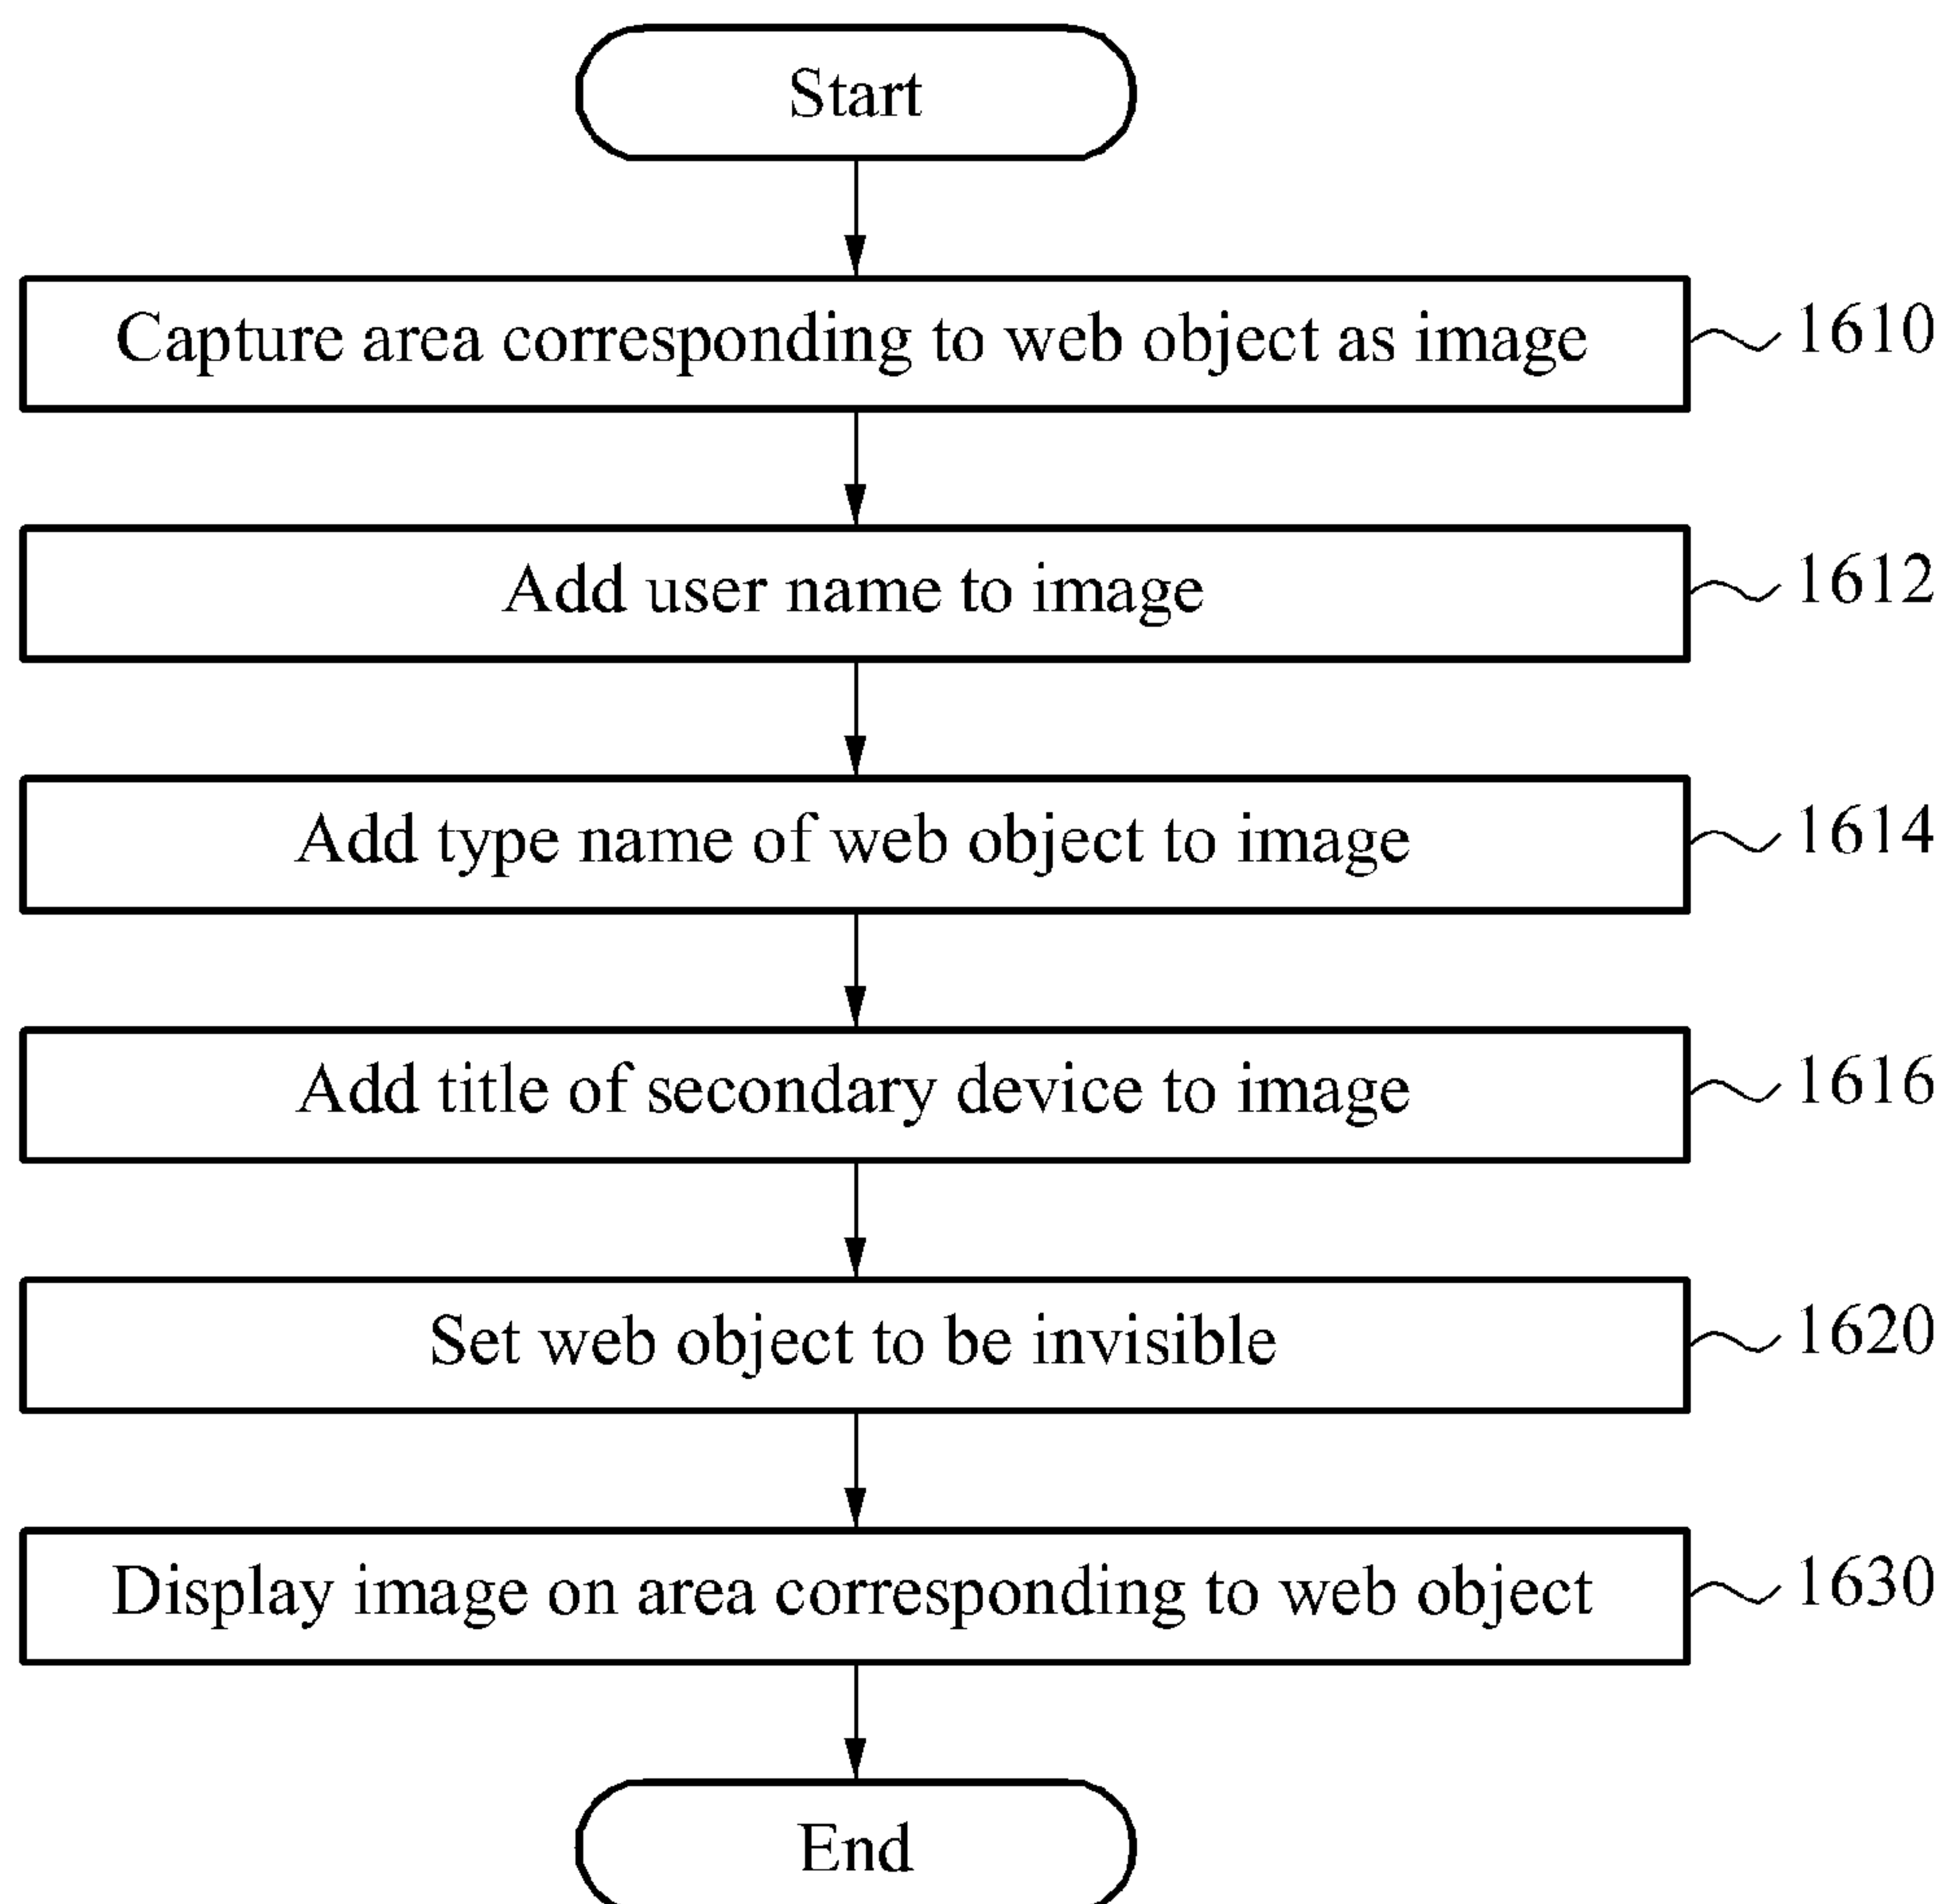 Start
Capture area corresponding to web object as image 1610
Add user name to image 1612
Add type name of web object to image 1614
Add title of secondary device to image 1616
Set web object to be invisible 1620
Display image on area corresponding to web object 1630
End